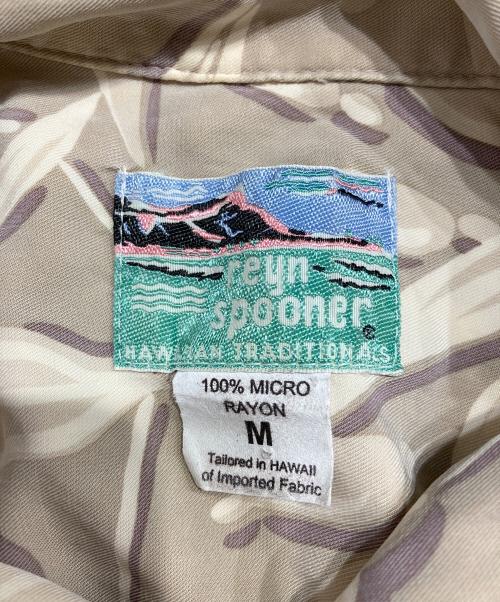 reyn
spooner®
HAWAIIAN TRADITIONALS
100% MICRO
RAYON
M
Tailored in HAWAII
of Imported Fabric